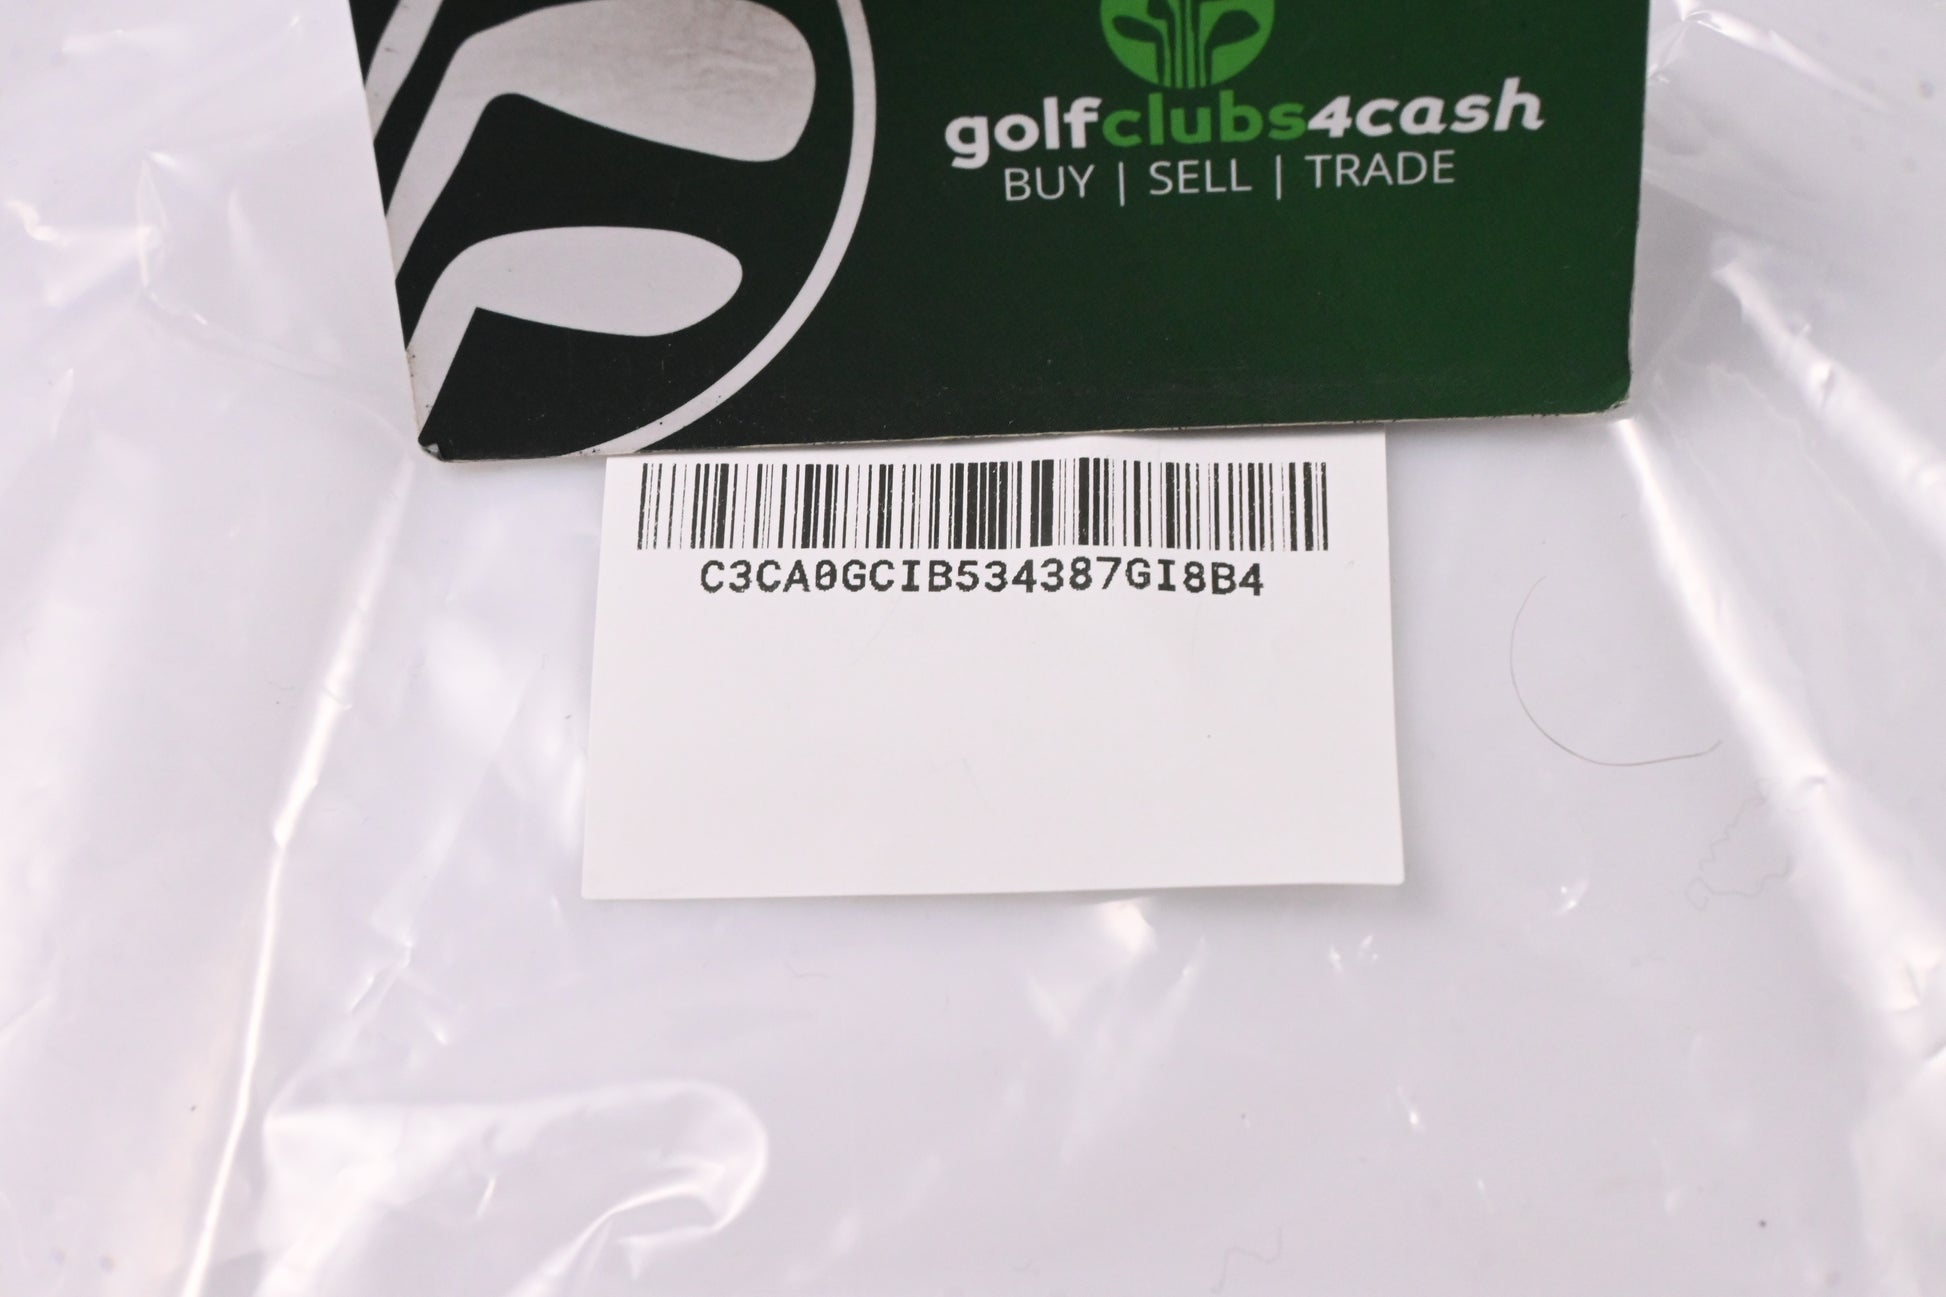 golfclubs4cash
BUY | SELL | TRADE
C3CA0GCIB534387GI8B4